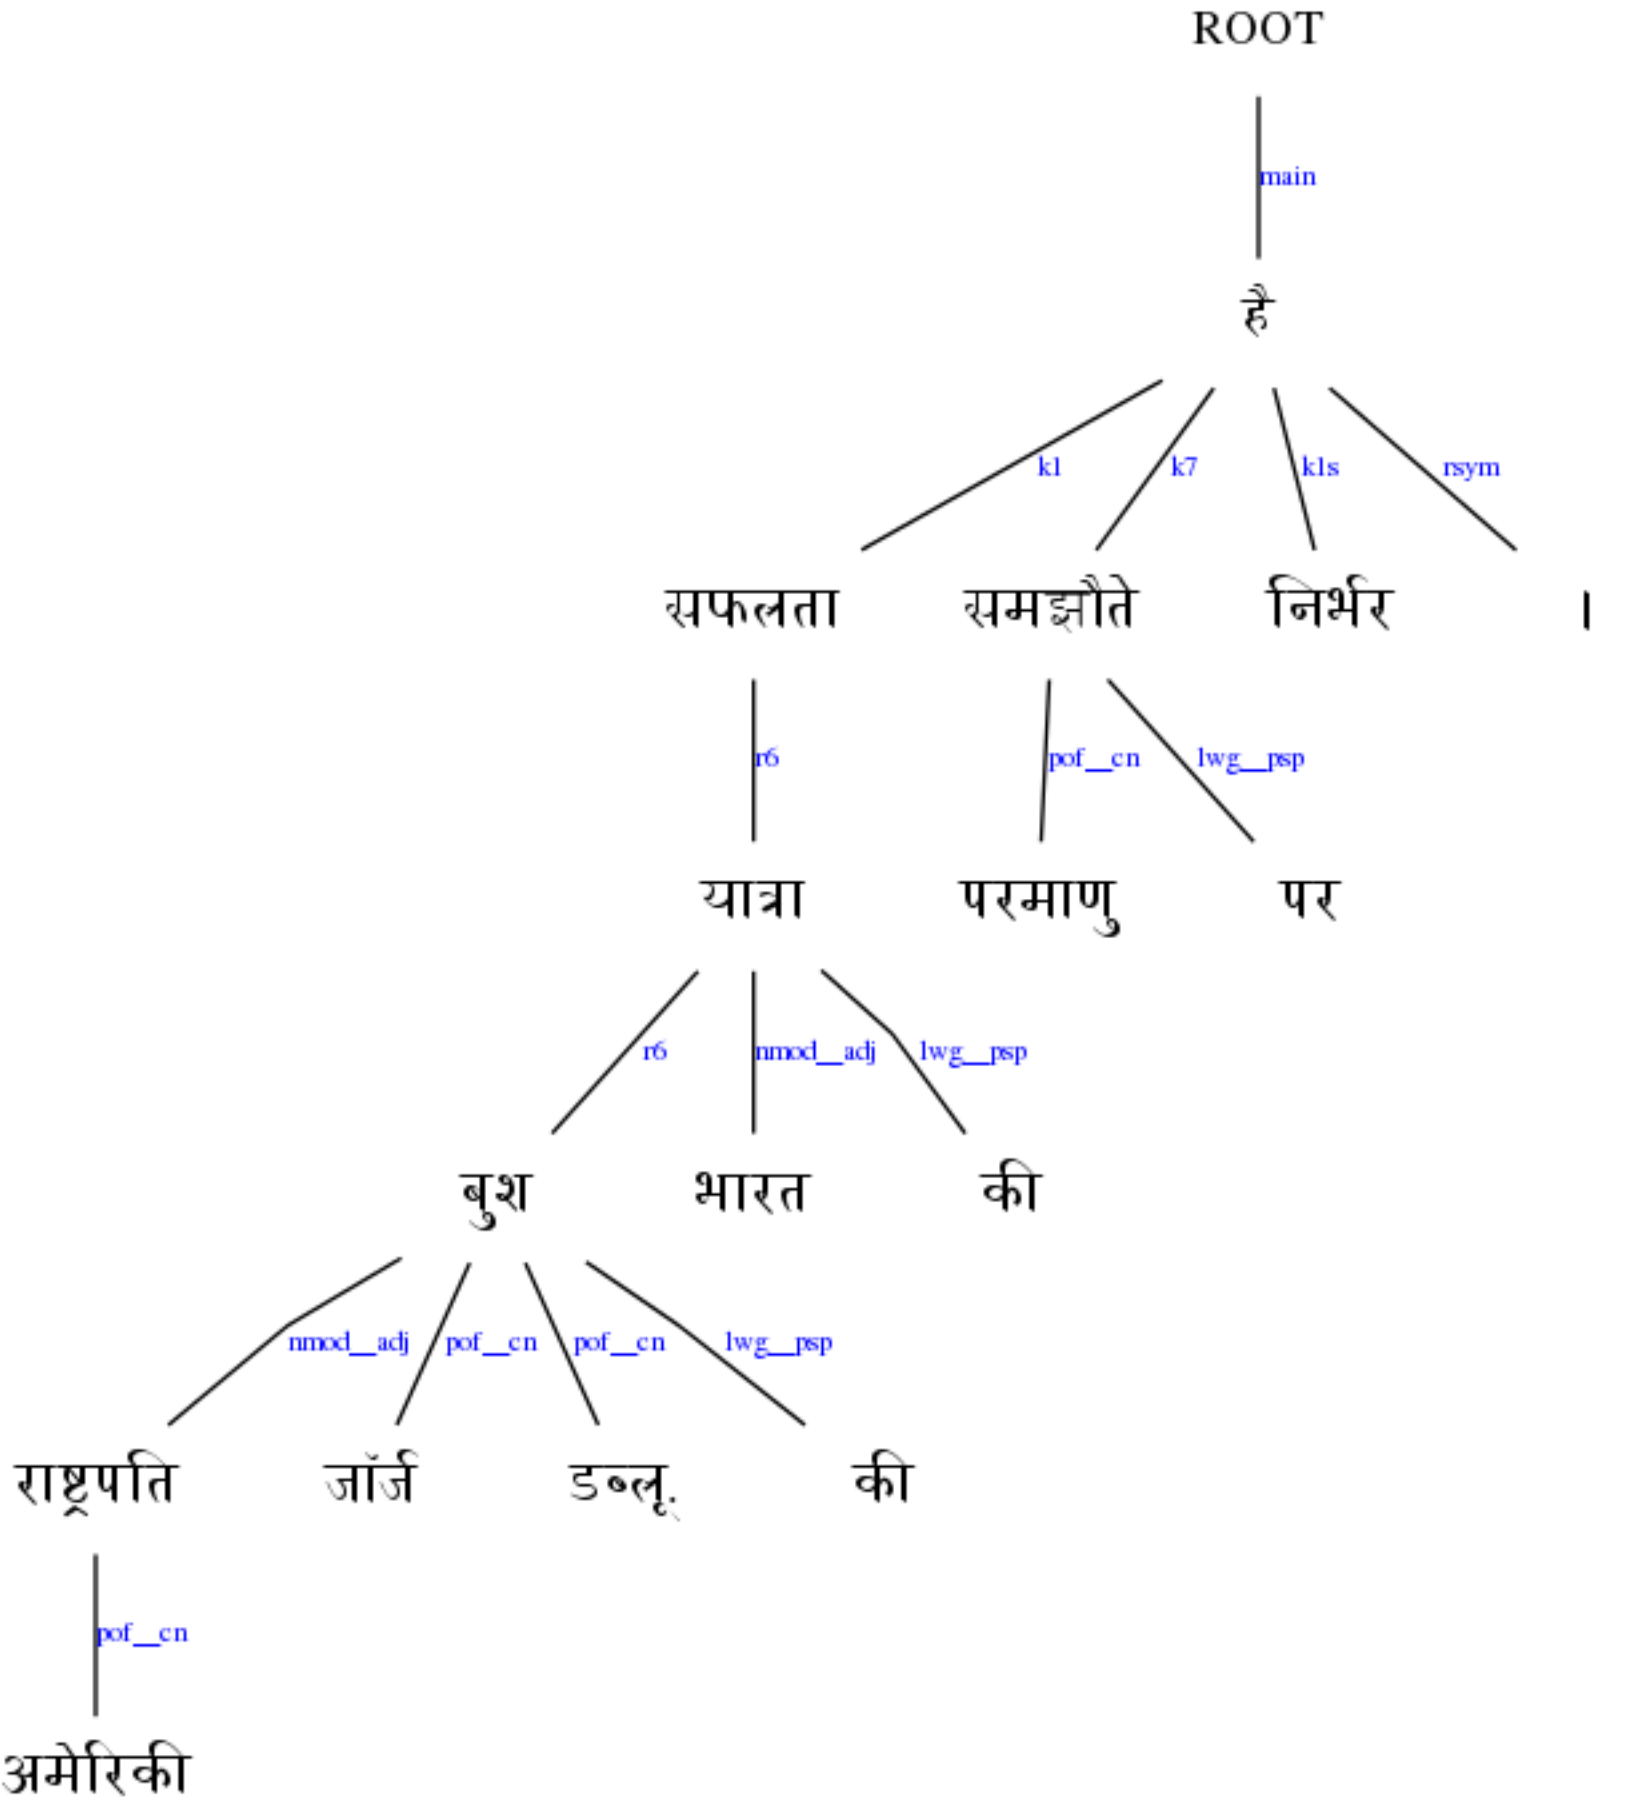 ROOT
main
है
k1 k7 k1s rsym
सफलता समझौते निर्भर ।
r6 pof__cn lwg__psp
यात्रा परमाणु पर
r6 nmod__adj lwg__psp
बुश भारत की
nmod__adj pof__cn pof__cn lwg__psp
राष्ट्रपति जॉर्ज डब्लू. की
pof__cn
अमेरिकी